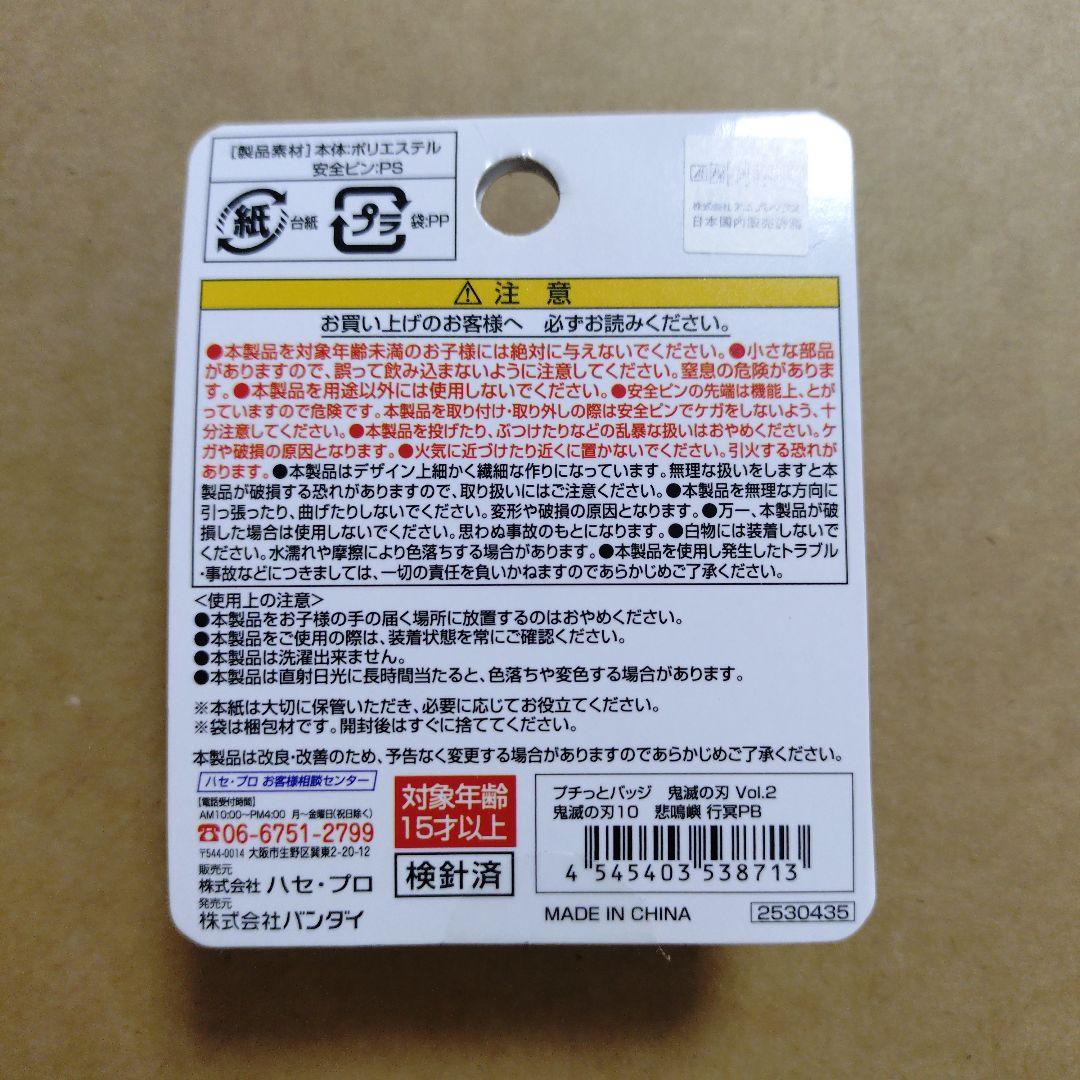 [製品素材]本体:ポリエステル
安全ピン:PS
紙 台紙 プラ 袋:PP
日本国内販売
注 意
お買い上げのお客様へ 必ずお読みください。
●本製品を対象年齢未満のお子様には絶対に与えないでください。●小さな部品
がありますので、誤って飲み込まないように注意してください。窒息の危険がありま
す。●本製品を用途以外には使用しないでください。●安全ピンの先端は機能上、とが
っていますので危険です。本製品を取り付け・取り外しの際は安全ピンでケガをしないよう、十
分注意してください。●本製品を投げたり、ぶつけたりなどの乱暴な扱いはおやめください。ケ
ガや破損の原因となります。●火気に近づけたり近くに置かないでください。引火する恐れが
あります。●本製品はデザイン上細かく繊細な作りになっています。無理な扱いをしますと本
製品が破損する恐れがありますので、取り扱いにはご注意ください。●本製品を無理な方向に
引っ張ったり、曲げたりしないでください。変形や破損の原因となります。●万一、本製品が破
損した場合は使用しないでください。思わぬ事故のもとになります。●白物には装着しないで
ください。水濡れや摩擦により色落ちする場合があります。●本製品を使用し発生したトラブル
・事故などにつきましては、一切の責任を負いかねますのであらかじめご了承ください。
<使用上の注意>
●本製品をお子様の手の届く場所に放置するのはおやめください。
●本製品をご使用の際は、装着状態を常にご確認ください。
●本製品は洗濯出来ません。
●本製品は直射日光に長時間当たると、色落ちや変色する場合があります。
※本紙は大切に保管いただき、必要に応じてお役立てください。
※袋は梱包材です。開封後はすぐに捨ててください。
本製品は改良・改善のため、予告なく変更する場合がありますのであらかじめご了承ください。
ハセ・プロ お客様相談センター
【電話受付時間】
AM10:00〜PM4:00 月〜金曜日(祝日除く)
☎06-6751-2799
〒544-0014 大阪市生野区巽東2-20-12
販売元
株式会社 ハセ・プロ
発売元
株式会社バンダイ
対象年齢
15才以上
検針済
プチっとバッジ 鬼滅の刃 Vol.2
鬼滅の刃10 悲鳴嶼 行冥PB
4 545403 538713
MADE IN CHINA
2530435